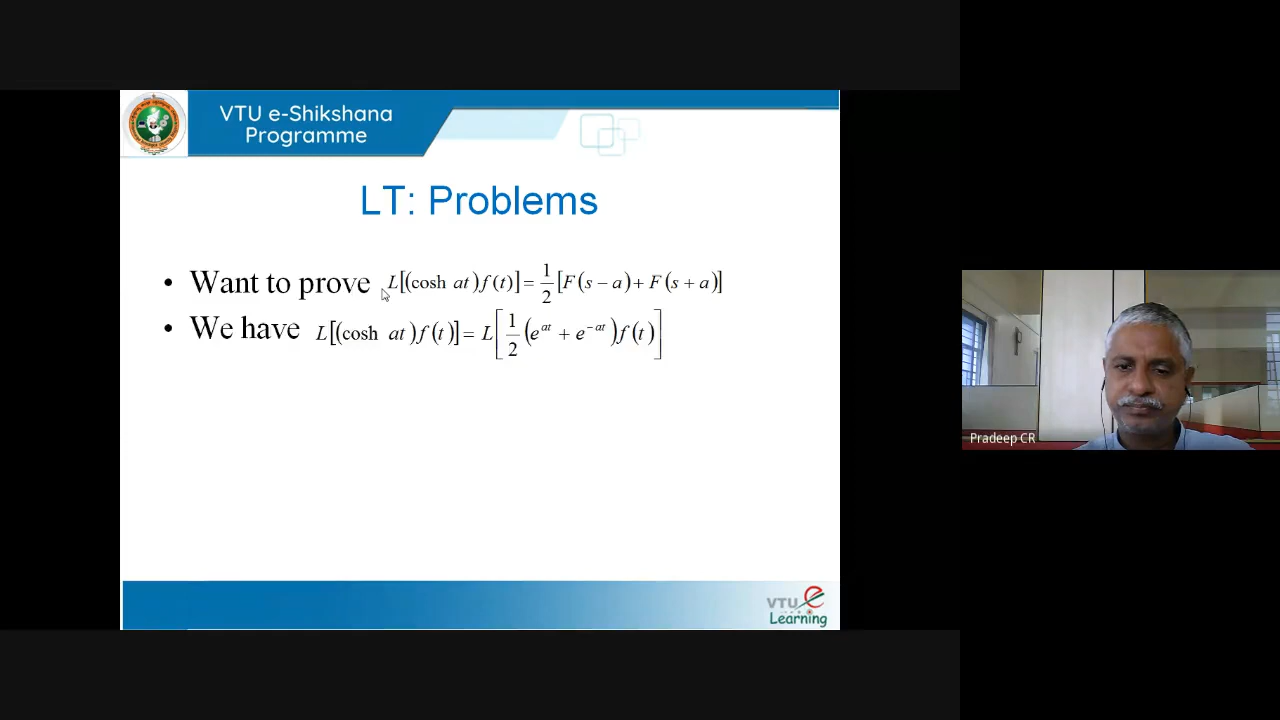 VTU e-Shikshana
Programme
LT: Problems
• Want to prove L[(cosh at)f(t)] = 1/2 [F(s − a) + F(s + a)]
• We have L[(cosh at)f(t)] = L[1/2 (e^{at} + e^{−at})f(t)]
Pradeep CR
VTU e
Learning